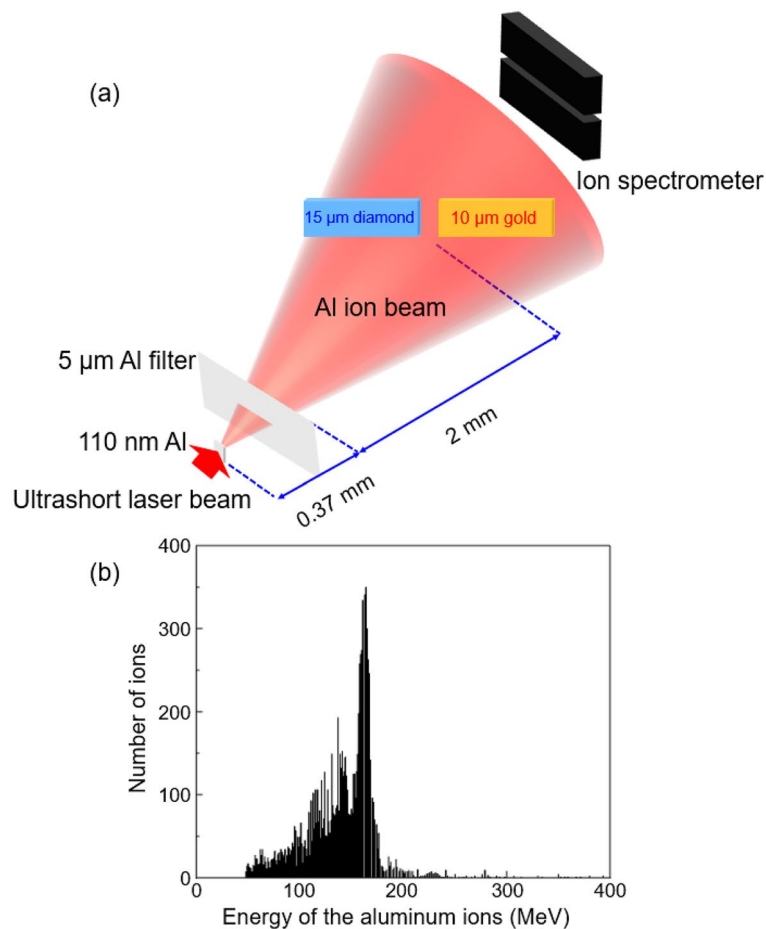 (a)
Ion spectrometer
15 µm diamond
10 µm gold
Al ion beam
5 µm Al filter
2 mm
110 nm Al
Ultrashort laser beam
0.37 mm
(b)
400
300
200
100
0
Number of ions
0 100 200 300 400
Energy of the aluminum ions (MeV)